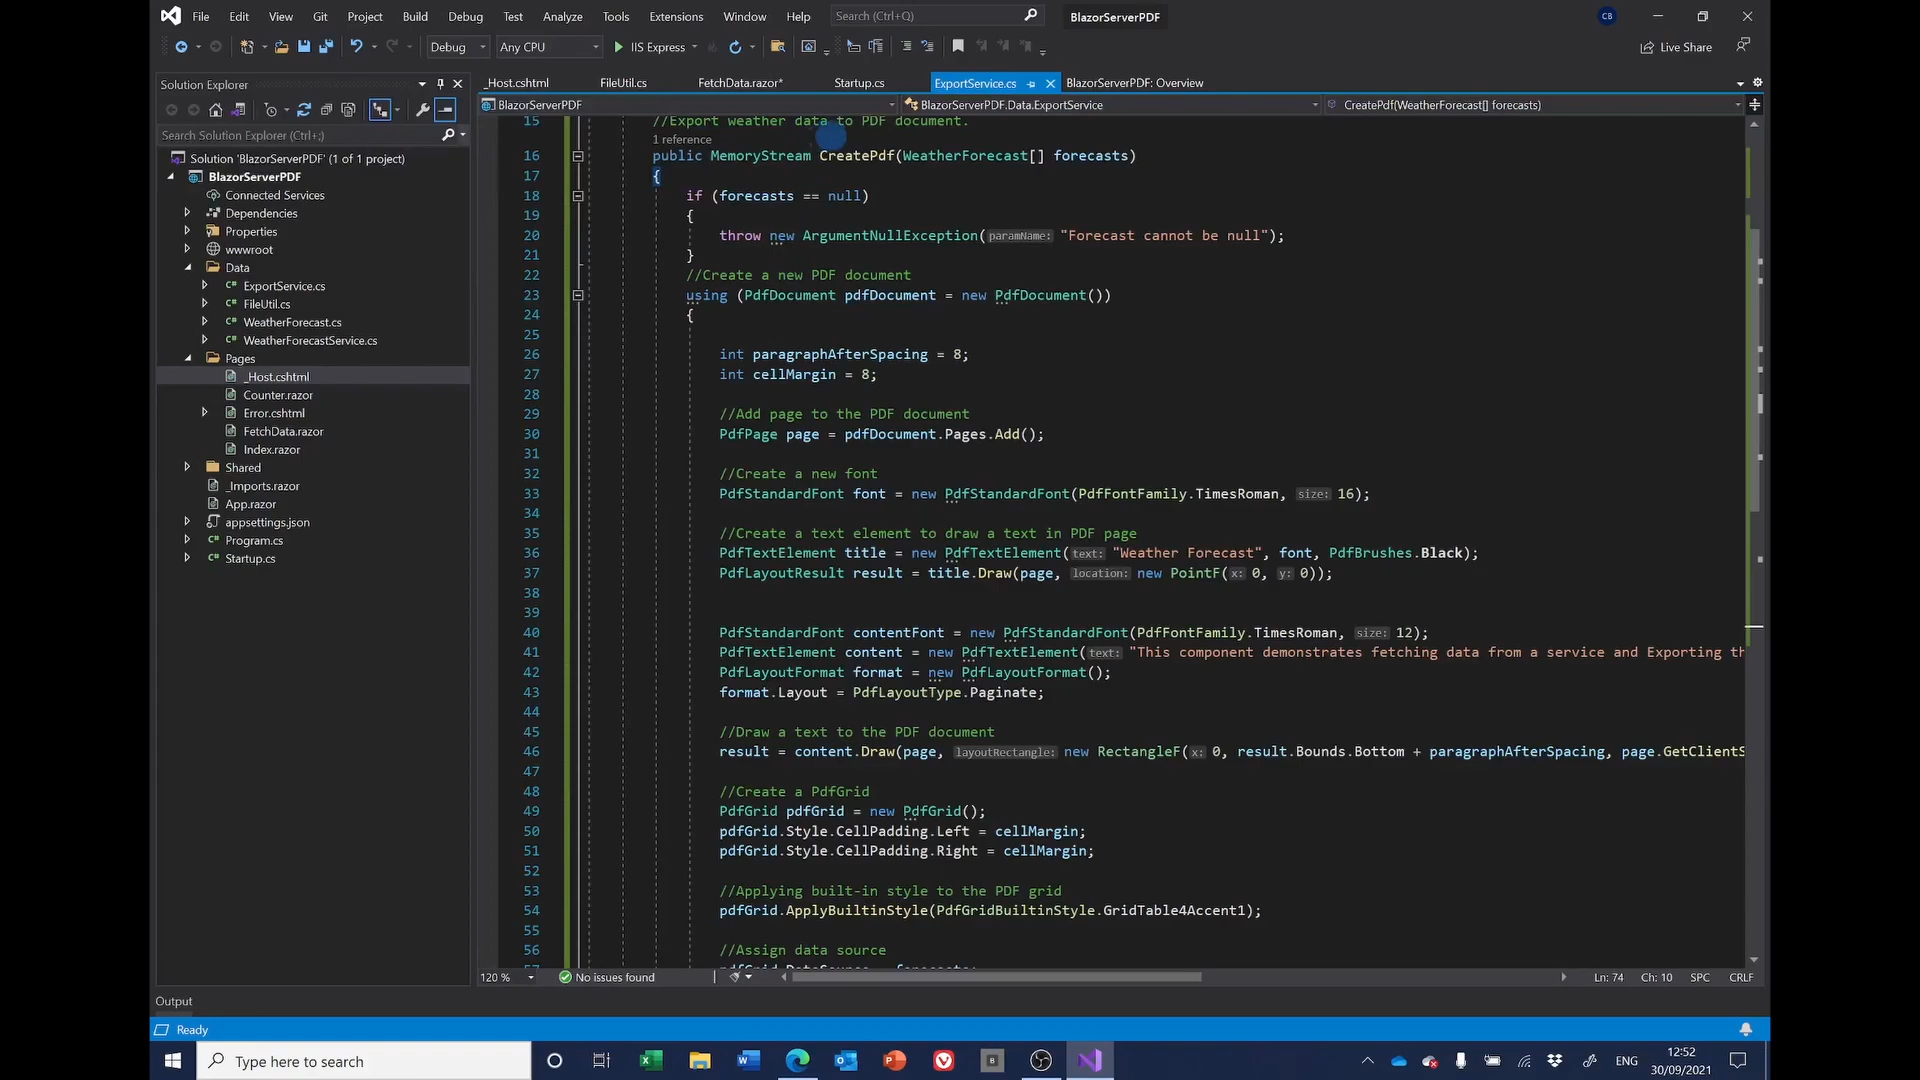 File Edit View Git Project Build Debug Test Analyze Tools Extensions Window Help Search (Ctrl+Q) BlazorServerPDF CB
Debug Any CPU IIS Express Live Share
Solution Explorer
_Host.cshtml FileUtil.cs FetchData.razor* Startup.cs ExportService.cs BlazorServerPDF: Overview
BlazorServerPDF BlazorServerPDF.Data.ExportService CreatePdf(WeatherForecast[] forecasts)
Search Solution Explorer (Ctrl+;)
Solution 'BlazorServerPDF' (1 of 1 project)
BlazorServerPDF
Connected Services
Dependencies
Properties
wwwroot
Data
ExportService.cs
FileUtil.cs
WeatherForecast.cs
WeatherForecastService.cs
Pages
_Host.cshtml
Counter.razor
Error.cshtml
FetchData.razor
Index.razor
Shared
_Imports.razor
App.razor
appsettings.json
Program.cs
Startup.cs
15 //Export weather data to PDF document.
1 reference
16 public MemoryStream CreatePdf(WeatherForecast[] forecasts)
17 {
18 if (forecasts == null)
19 {
20 throw new ArgumentNullException(paramName: "Forecast cannot be null");
21 }
22 //Create a new PDF document
23 using (PdfDocument pdfDocument = new PdfDocument())
24 {
25
26 int paragraphAfterSpacing = 8;
27 int cellMargin = 8;
28
29 //Add page to the PDF document
30 PdfPage page = pdfDocument.Pages.Add();
31
32 //Create a new font
33 PdfStandardFont font = new PdfStandardFont(PdfFontFamily.TimesRoman, size: 16);
34
35 //Create a text element to draw a text in PDF page
36 PdfTextElement title = new PdfTextElement(text: "Weather Forecast", font, PdfBrushes.Black);
37 PdfLayoutResult result = title.Draw(page, location: new PointF(x: 0, y: 0));
38
39
40 PdfStandardFont contentFont = new PdfStandardFont(PdfFontFamily.TimesRoman, size: 12);
41 PdfTextElement content = new PdfTextElement(text: "This component demonstrates fetching data from a service and Exporting th
42 PdfLayoutFormat format = new PdfLayoutFormat();
43 format.Layout = PdfLayoutType.Paginate;
44
45 //Draw a text to the PDF document
46 result = content.Draw(page, layoutRectangle: new RectangleF(x: 0, result.Bounds.Bottom + paragraphAfterSpacing, page.GetClientS
47
48 //Create a PdfGrid
49 PdfGrid pdfGrid = new PdfGrid();
50 pdfGrid.Style.CellPadding.Left = cellMargin;
51 pdfGrid.Style.CellPadding.Right = cellMargin;
52
53 //Applying built-in style to the PDF grid
54 pdfGrid.ApplyBuiltinStyle(PdfGridBuiltinStyle.GridTable4Accent1);
55
56 //Assign data source
57 pdfGrid.DataSource = forecasts;
120 % No issues found Ln: 74 Ch: 10 SPC CRLF
Output
Ready
Type here to search ENG 12:52
30/09/2021